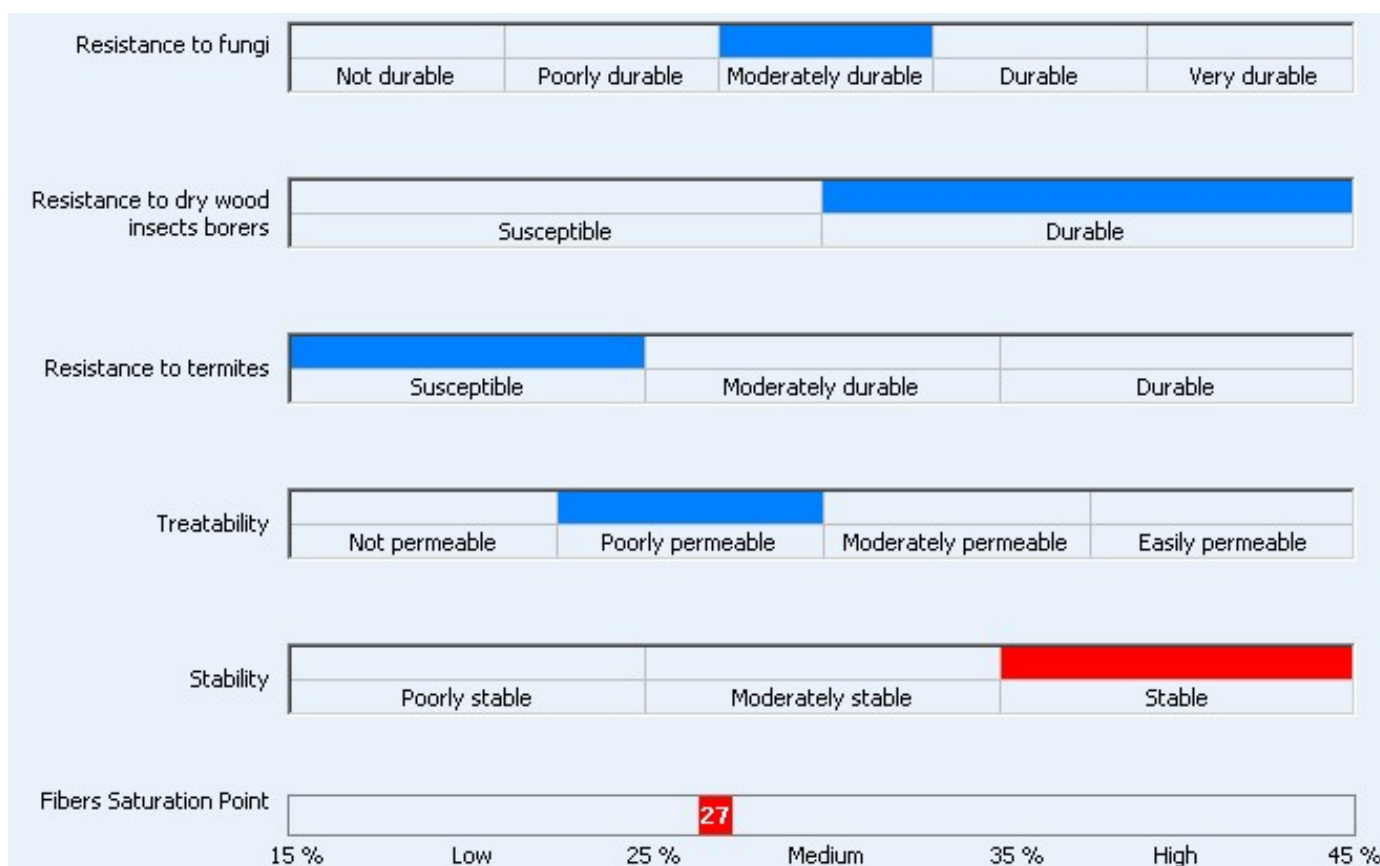 Resistance to fungi
Not durable Poorly durable Moderately durable Durable Very durable
Resistance to dry wood
insects borers
Susceptible Durable
Resistance to termites
Susceptible Moderately durable Durable
Treatability
Not permeable Poorly permeable Moderately permeable Easily permeable
Stability
Poorly stable Moderately stable Stable
Fibers Saturation Point
27
15 % Low 25 % Medium 35 % High 45 %